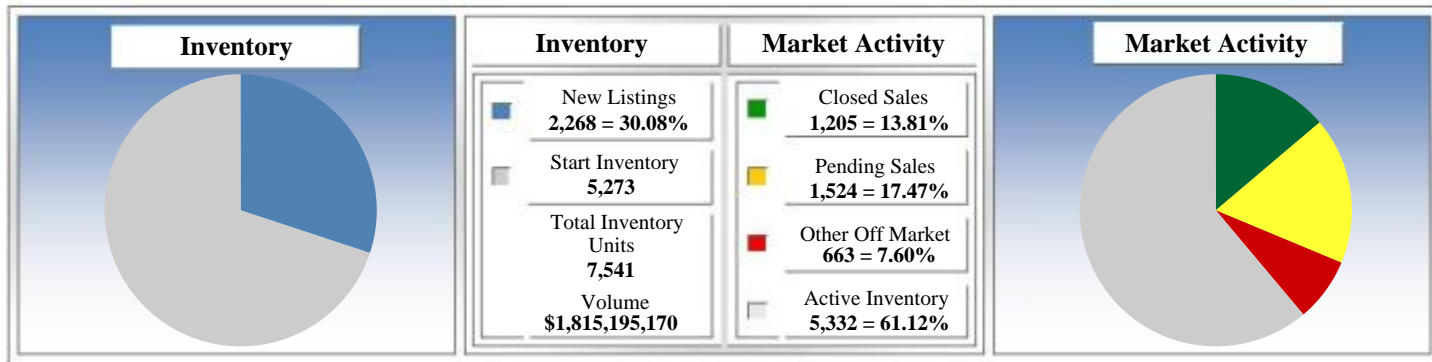 Inventory
Inventory
New Listings
2,268 = 30.08%
Start Inventory
5,273
Total Inventory
Units
7,541
Volume
$1,815,195,170
Market Activity
Closed Sales
1,205 = 13.81%
Pending Sales
1,524 = 17.47%
Other Off Market
663 = 7.60%
Active Inventory
5,332 = 61.12%
Market Activity